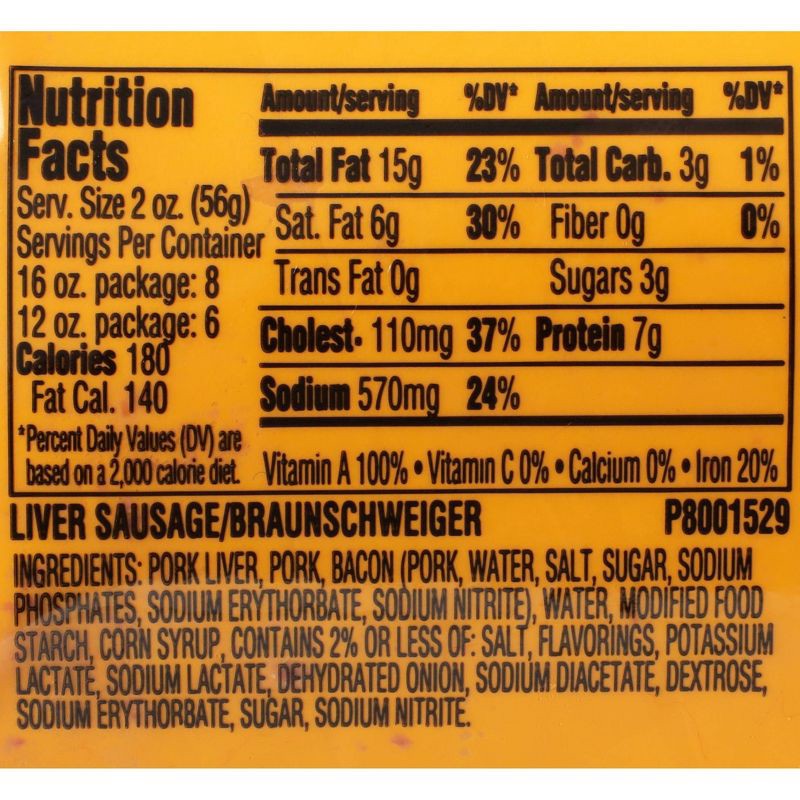 Nutrition
Facts
Serv. Size 2 oz. (56g)
Servings Per Container
16 oz. package: 8
12 oz. package: 6
Calories 180
Fat Cal. 140
*Percent Daily Values (DV) are
based on a 2,000 calorie diet.
Amount/serving %DV* Amount/serving %DV*
Total Fat 15g 23% Total Carb. 3g 1%
Sat. Fat 6g 30% Fiber 0g 0%
Trans Fat 0g Sugars 3g
Cholest. 110mg 37% Protein 7g
Sodium 570mg 24%
Vitamin A 100% • Vitamin C 0% • Calcium 0% • Iron 20%
LIVER SAUSAGE/BRAUNSCHWEIGER P8001529
INGREDIENTS: PORK LIVER, PORK, BACON (PORK, WATER, SALT, SUGAR, SODIUM
PHOSPHATES, SODIUM ERYTHORBATE, SODIUM NITRITE), WATER, MODIFIED FOOD
STARCH, CORN SYRUP, CONTAINS 2% OR LESS OF: SALT, FLAVORINGS, POTASSIUM
LACTATE, SODIUM LACTATE, DEHYDRATED ONION, SODIUM DIACETATE, DEXTROSE,
SODIUM ERYTHORBATE, SUGAR, SODIUM NITRITE.